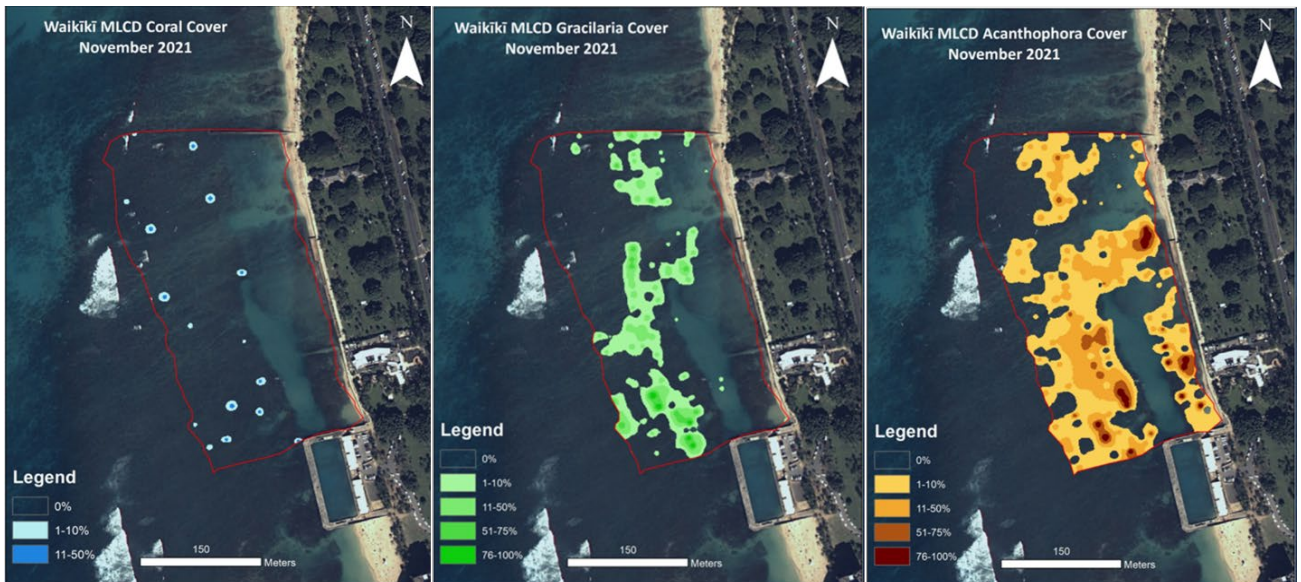 Waikīkī MLCD Coral Cover
November 2021
N
Legend
0%
1-10%
11-50%
150
Meters
Waikīkī MLCD Gracilaria Cover
November 2021
N
Legend
0%
1-10%
11-50%
51-75%
76-100%
150
Meters
Waikīkī MLCD Acanthophora Cover
November 2021
N
Legend
0%
1-10%
11-50%
51-75%
76-100%
150
Meters